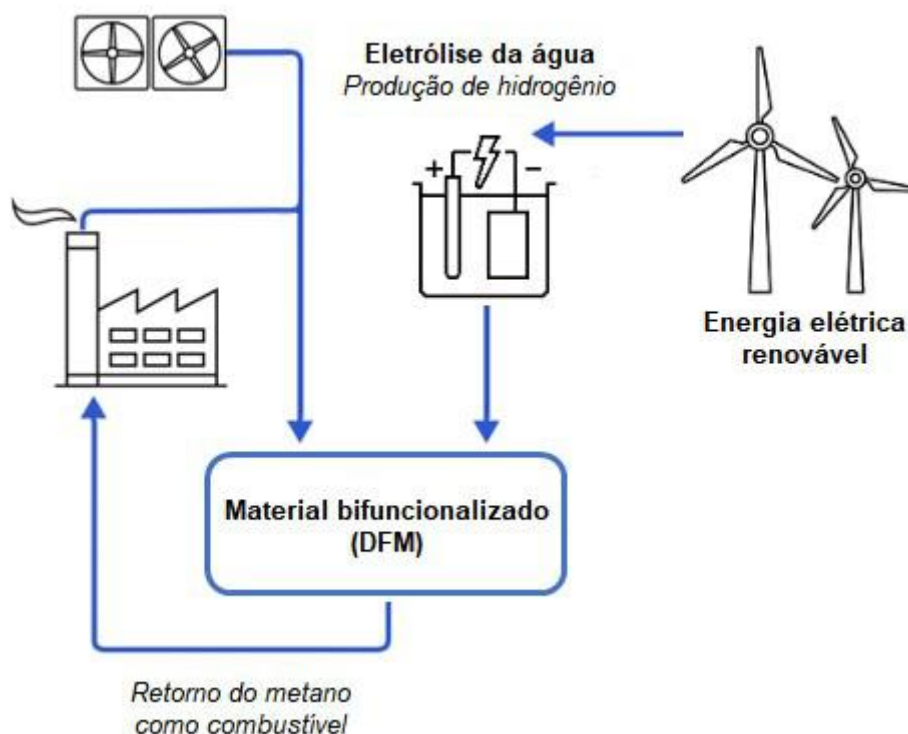 Eletrólise da água
Produção de hidrogênio
+
−
Energia elétrica
renovável
Material bifuncionalizado
(DFM)
Retorno do metano
como combustível